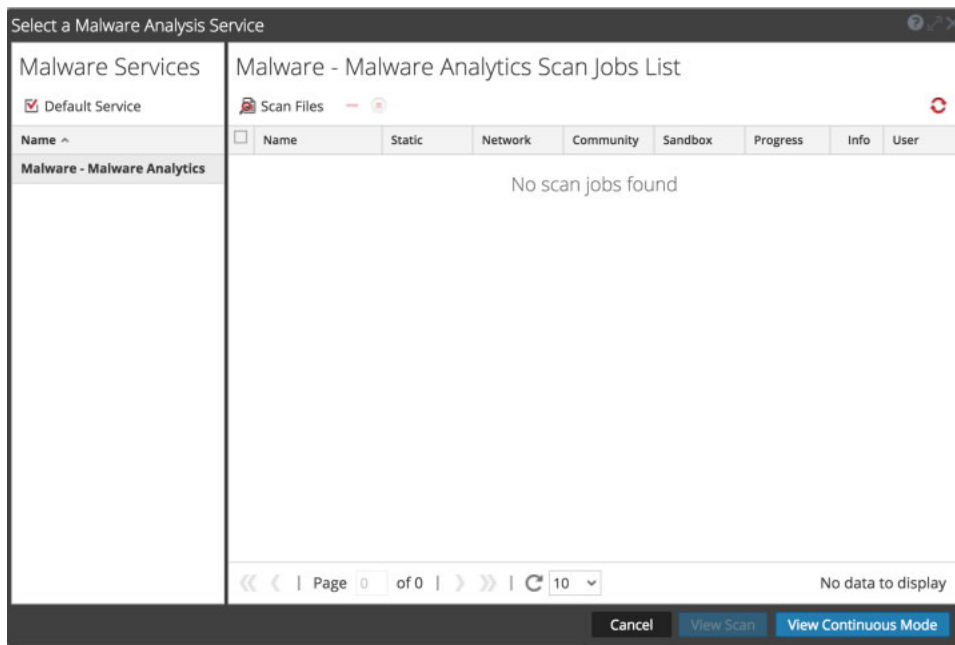 Select a Malware Analysis Service
Malware Services
Default Service
Name
Malware - Malware Analytics
Malware - Malware Analytics Scan Jobs List
Scan Files
Name Static Network Community Sandbox Progress Info User
No scan jobs found
| Page 0 of 0 | | 10 No data to display
Cancel View Scan View Continuous Mode